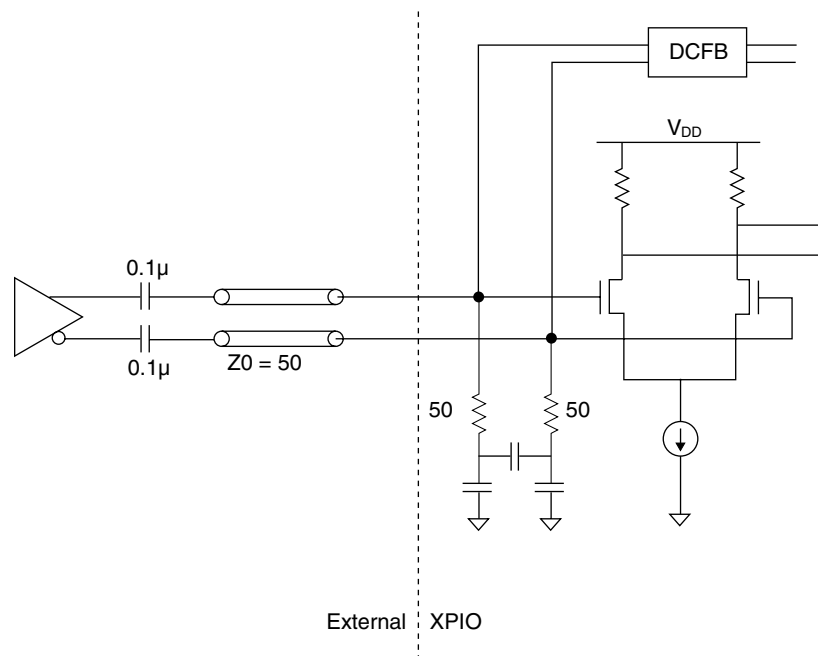 DCFB
VDD
0.1µ
0.1µ
Z0 = 50
50
50
External
XPIO